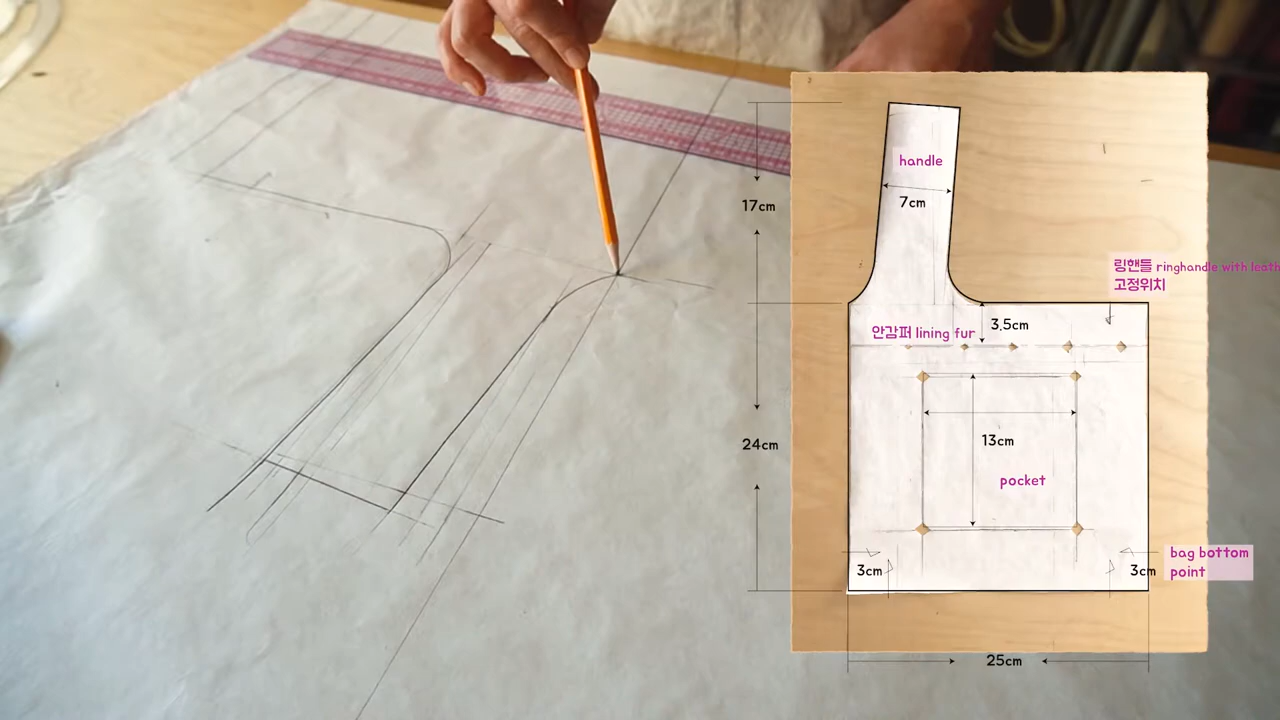 handle
7cm
17cm
링핸들 ringhandle with leath
고정위치
3.5cm
안감퍼 lining fur
24cm
13cm
pocket
3cm
3cm
bag bottom
point
25cm